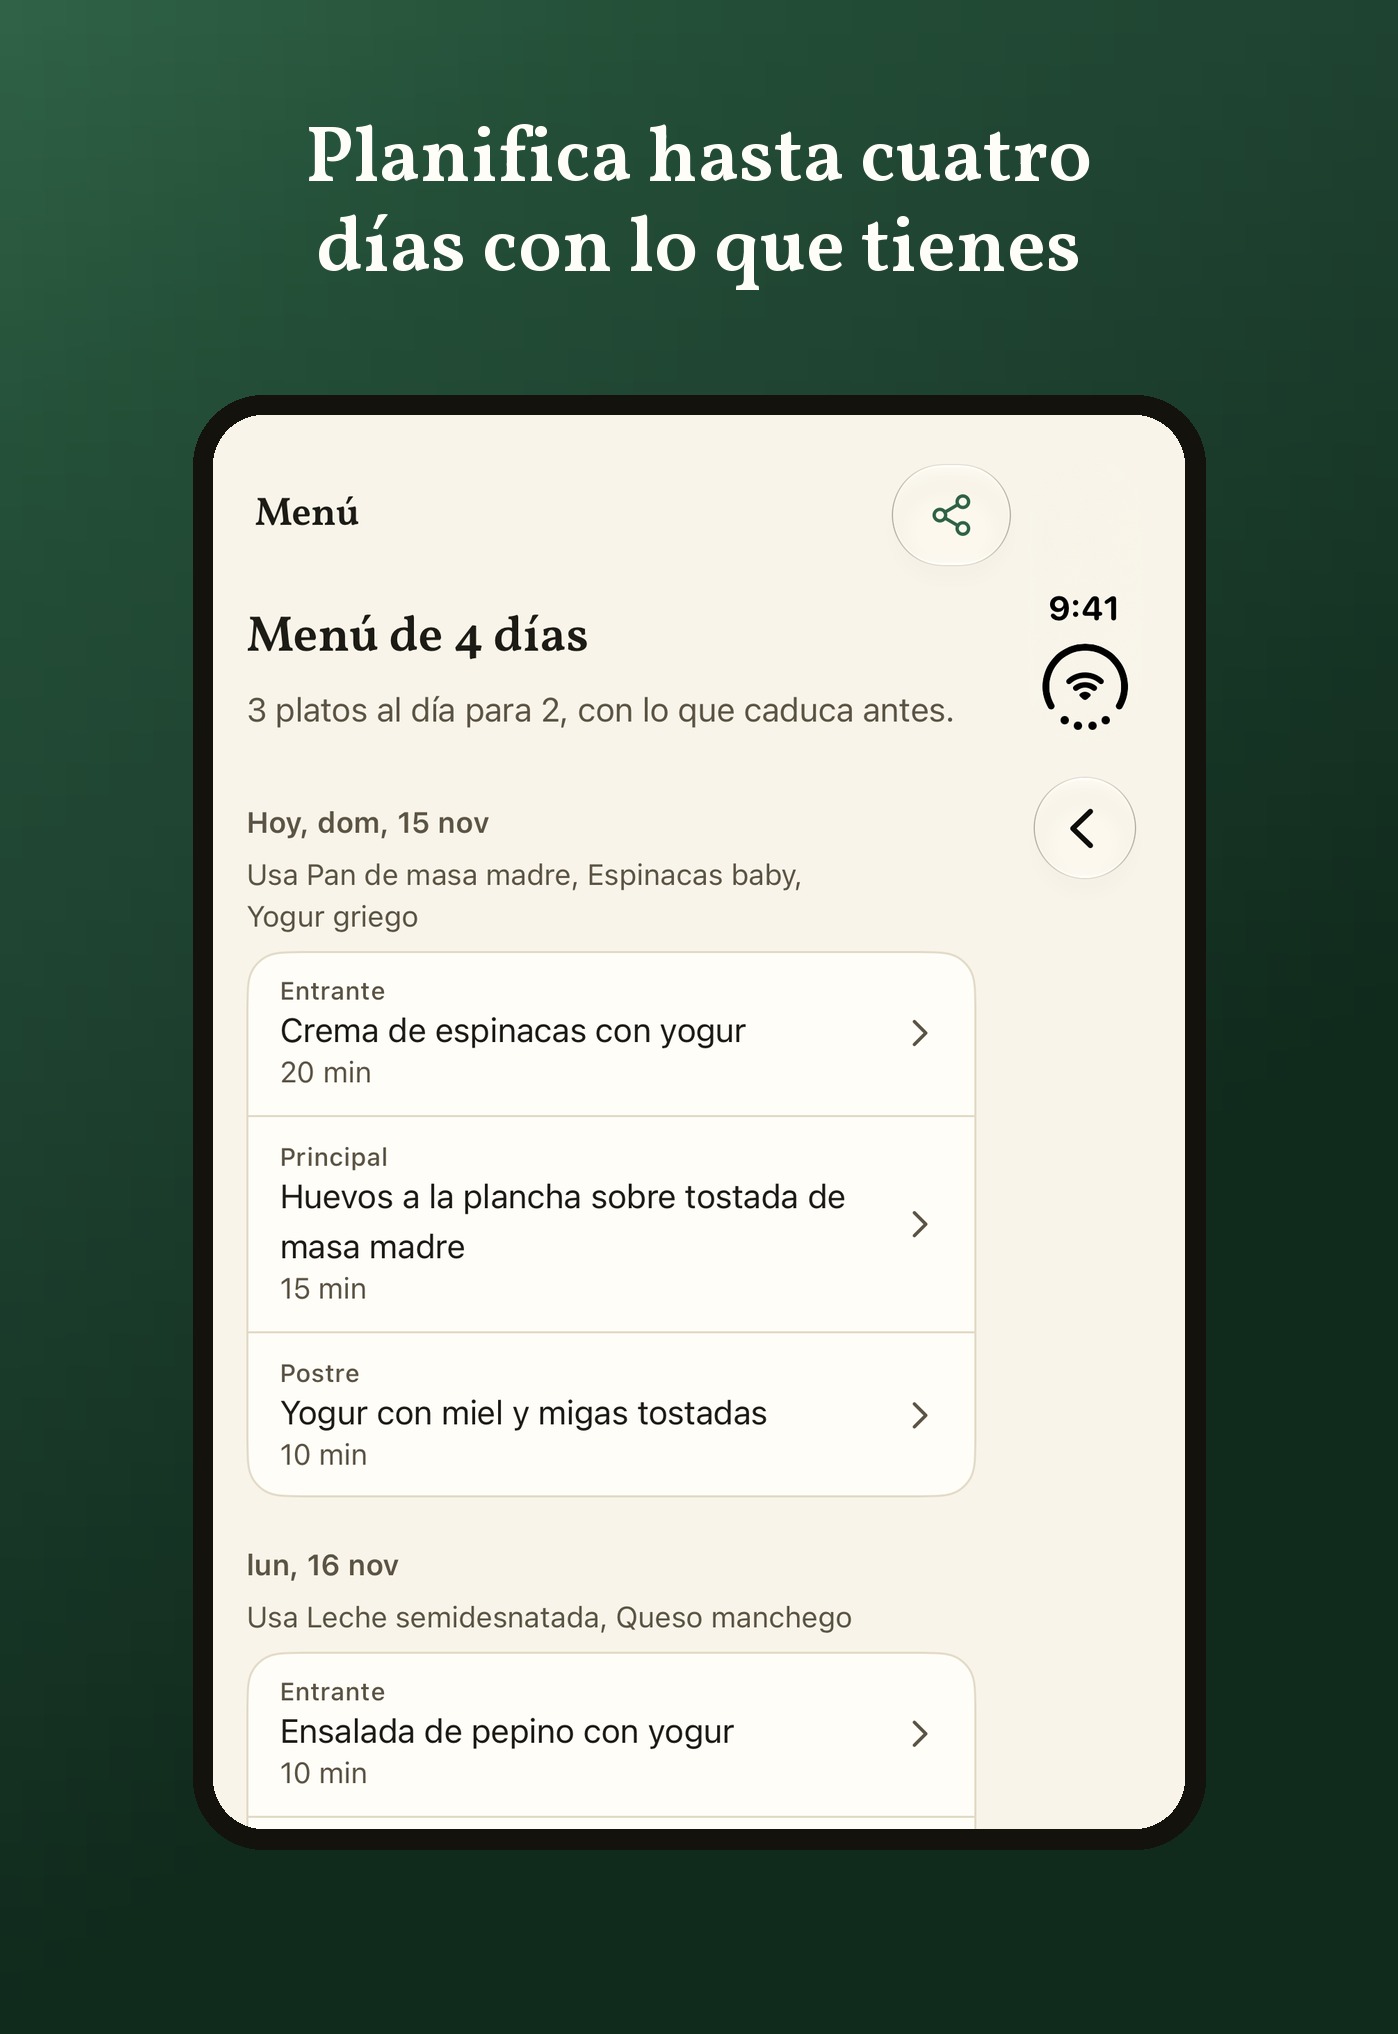 Planifica hasta cuatro
días con lo que tienes
Menú
9:41
Menú de 4 días
3 platos al día para 2, con lo que caduca antes.
Hoy, dom, 15 nov
Usa Pan de masa madre, Espinacas baby,
Yogur griego
Entrante
Crema de espinacas con yogur
20 min
Principal
Huevos a la plancha sobre tostada de
masa madre
15 min
Postre
Yogur con miel y migas tostadas
10 min
lun, 16 nov
Usa Leche semidesnatada, Queso manchego
Entrante
Ensalada de pepino con yogur
10 min